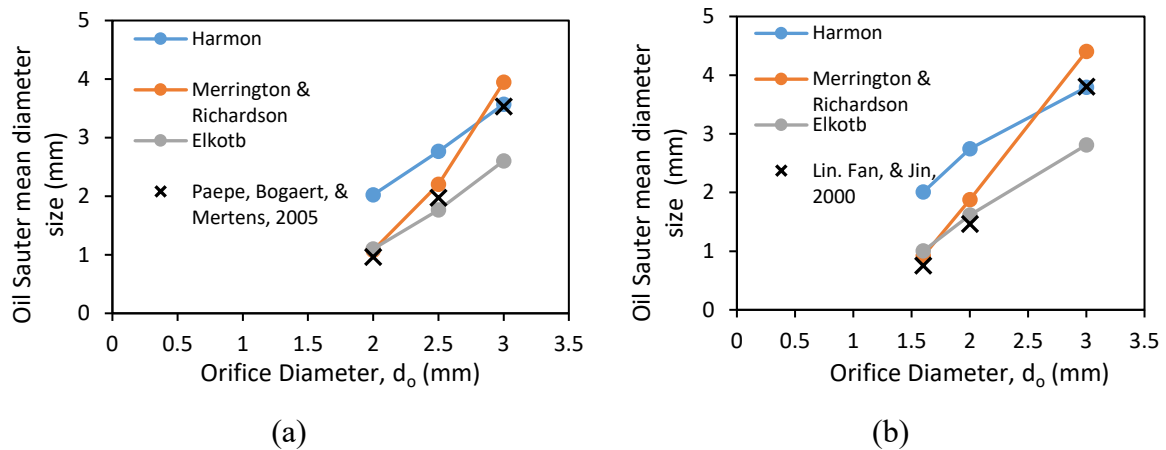 Oil Sauter mean diameter
size (mm)
5
4
3
2
1
0
Harmon
Merrington &
Richardson
Elkotb
Paepe, Bogaert, &
Mertens, 2005
0 0.5 1 1.5 2 2.5 3 3.5
Orifice Diameter, dₒ (mm)
(a)
Oil Sauter mean diameter
size (mm)
5
4
3
2
1
0
Harmon
Merrington &
Richardson
Elkotb
Lin. Fan, & Jin,
2000
0 0.5 1 1.5 2 2.5 3 3.5
Orifice Diameter, dₒ (mm)
(b)